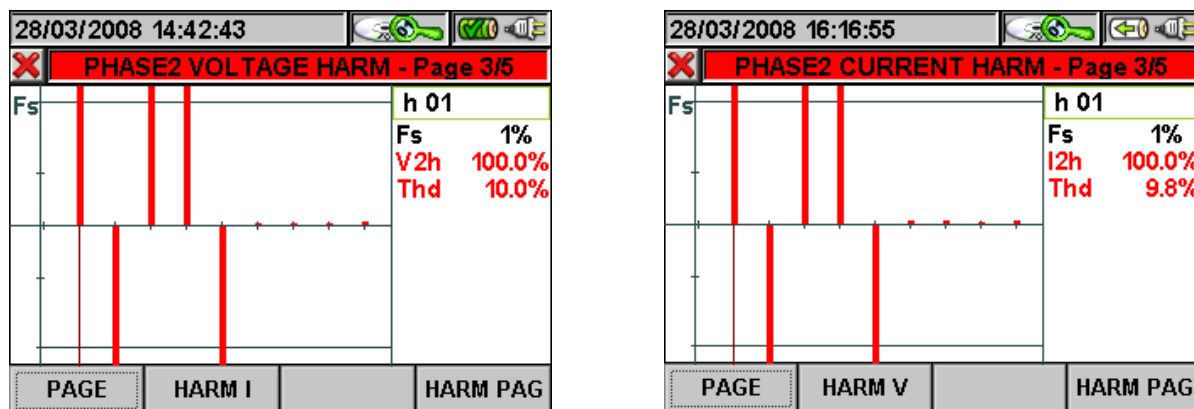 28/03/2008 14:42:43
PHASE2 VOLTAGE HARM - Page 3/5
Fs
h 01
Fs 1%
V2h 100.0%
Thd 10.0%
PAGE HARM I HARM PAG
28/03/2008 16:16:55
PHASE2 CURRENT HARM - Page 3/5
Fs
h 01
Fs 1%
I2h 100.0%
Thd 9.8%
PAGE HARM V HARM PAG